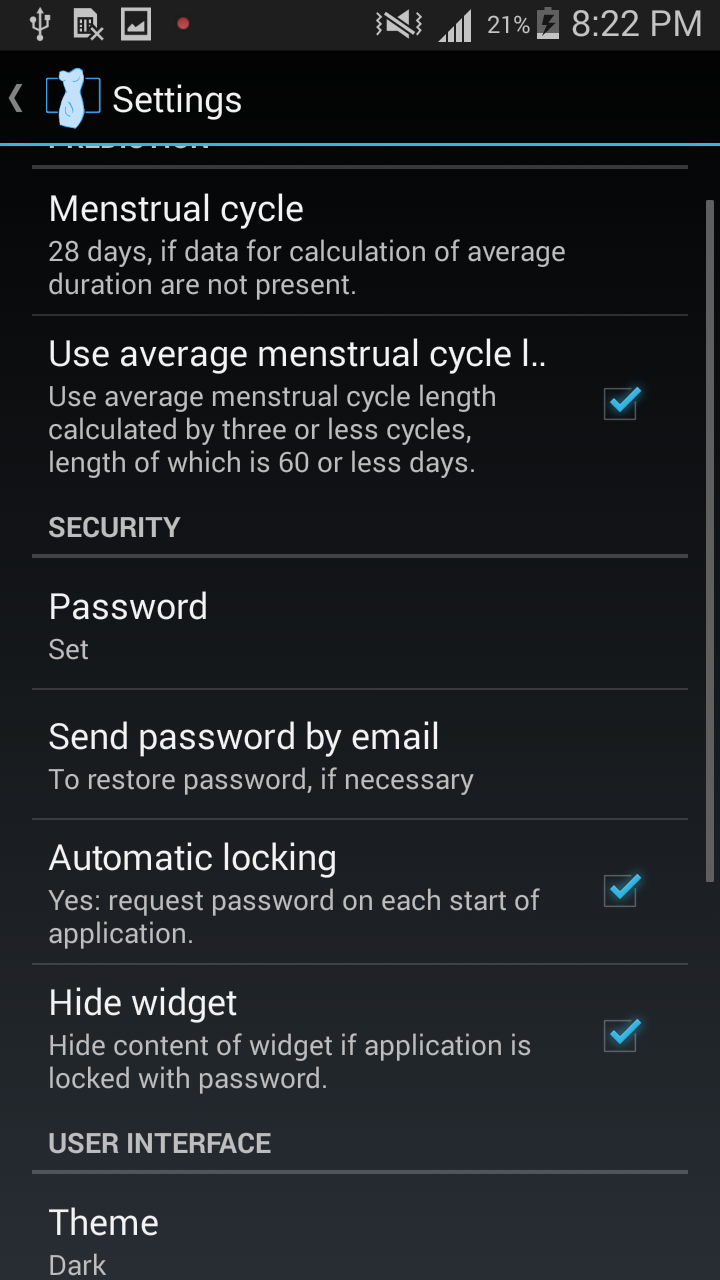 21% 8:22 PM
Settings
PREDICTION
Menstrual cycle
28 days, if data for calculation of average
duration are not present.
Use average menstrual cycle l..
Use average menstrual cycle length
calculated by three or less cycles,
length of which is 60 or less days.
SECURITY
Password
Set
Send password by email
To restore password, if necessary
Automatic locking
Yes: request password on each start of
application.
Hide widget
Hide content of widget if application is
locked with password.
USER INTERFACE
Theme
Dark